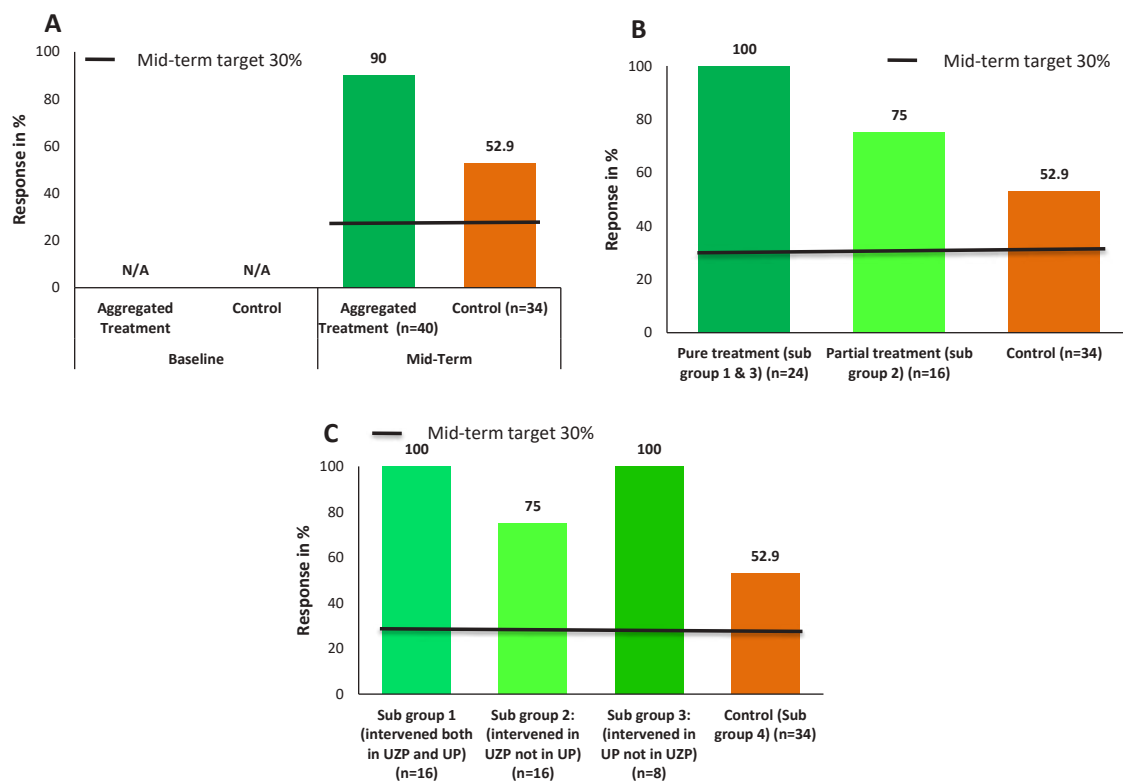 A
Mid-term target 30%
Response in %
100
80
60
40
20
0
90
52.9
N/A
N/A
Aggregated
Treatment
Control
Aggregated
Treatment (n=40)
Control (n=34)
Baseline
Mid-Term
B
Mid-term target 30%
Reponse in %
100
80
60
40
20
0
100
75
52.9
Pure treatment (sub
group 1 & 3) (n=24)
Partial treatment (sub
group 2) (n=16)
Control (n=34)
C
Mid-term target 30%
Response in %
100
80
60
40
20
0
100
75
100
52.9
Sub group 1
(intervened both
in UZP and UP)
(n=16)
Sub group 2:
(intervened in
UZP not in UP)
(n=16)
Sub group 3:
(intervened in
UP not in UZP)
(n=8)
Control (Sub
group 4) (n=34)